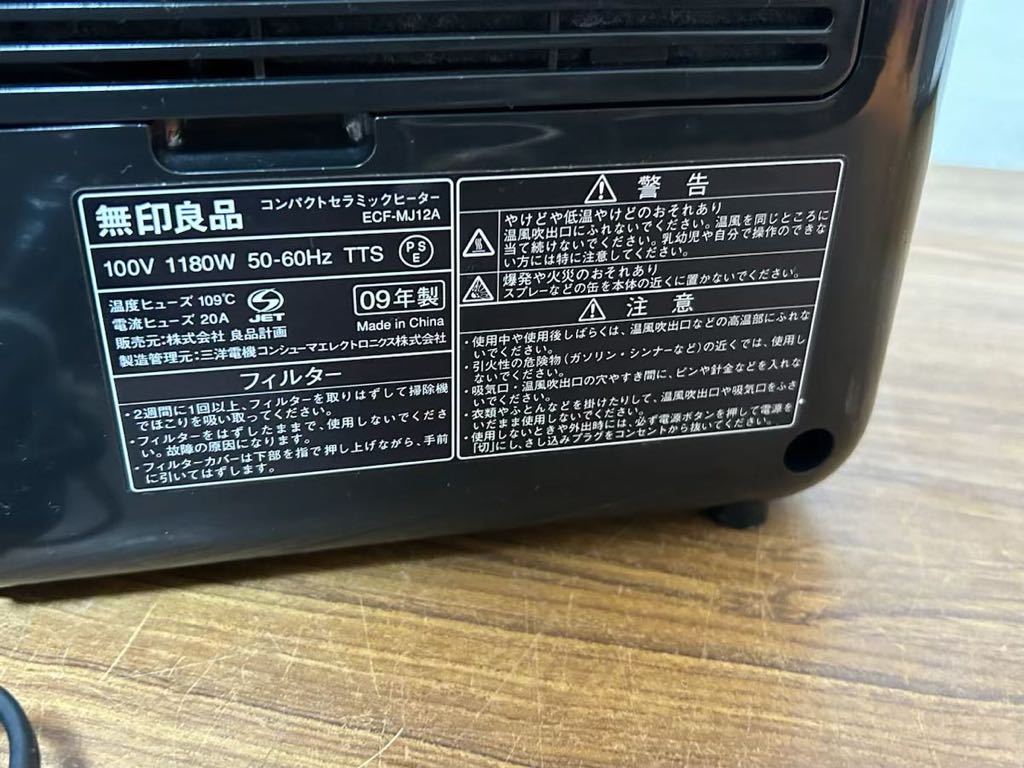 無印良品
コンパクトセラミックヒーター
ECF-MJ12A
100V 1180W 50-60Hz TTS PSE
温度ヒューズ 109℃
電流ヒューズ 20A
JET
09年製
Made in China
販売元:株式会社 良品計画
製造管理元:三洋電機コンシューマエレクトロニクス株式会社
フィルター
・2週間に1回以上、フィルターを取りはずして掃除機
でほこりを吸い取ってください。
・フィルターをはずしたままで、使用しないでくださ
い。故障の原因になります。
・フィルターカバーは下部を指で押し上げながら、手前
に引いてはずします。
警告
やけどや低温やけどのおそれあり
温風吹出口にふれないでください。温風を同じところに
当て続けないでください。乳幼児や自分で操作のできな
い方には特に注意してください。
爆発や火災のおそれあり
スプレーなどの缶を本体の近くに置かないでください。
注意
・使用中や使用後しばらくは、温風吹出口などの高温部にふれな
いでください。
・引火性の危険物(ガソリン・シンナーなど)の近くでは、使用し
ないでください。
・吸気口・温風吹出口の穴やすき間に、ピンや針金などを入れな
いでください。
・衣類やふとんなどを掛けたりして、温風吹出口や吸気口をふさ
いだまま使用しないでください。
・使用しないときや外出時には、必ず電源ボタンを押して電源を
「切」にし、さし込みプラグをコンセントから抜いてください。